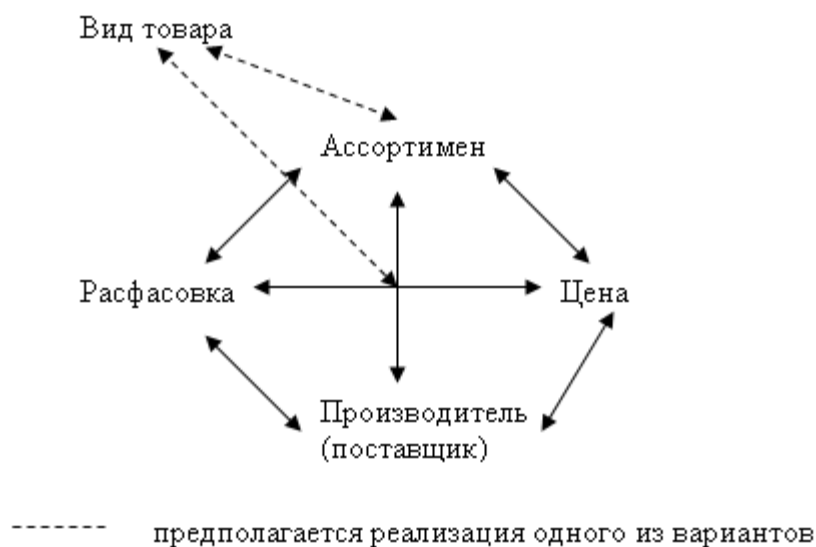 Вид товара
Ассортимен
Расфасовка
Цена
Производитель
(поставщик)
предполагается реализация одного из вариантов